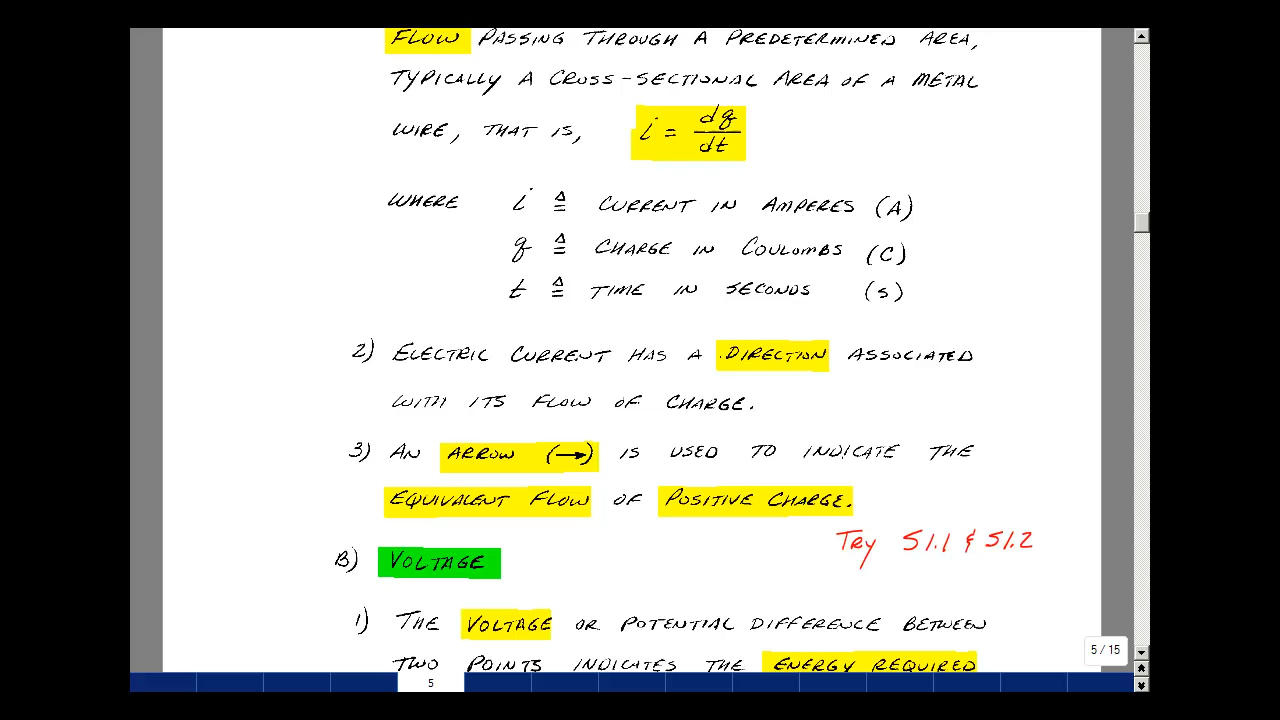 FLOW PASSING THROUGH A PREDETERMINED AREA,
TYPICALLY A CROSS-SECTIONAL AREA OF A METAL
WIRE, THAT IS, i = dq/dt
WHERE i ≜ CURRENT IN AMPERES (A)
q ≜ CHARGE IN COULOMBS (C)
t ≜ TIME IN SECONDS (s)
2) ELECTRIC CURRENT HAS A DIRECTION ASSOCIATED
WITH ITS FLOW OF CHARGE.
3) AN ARROW (→) IS USED TO INDICATE THE
EQUIVALENT FLOW OF POSITIVE CHARGE.
TRY S1.1 & S1.2
B) VOLTAGE
1) THE VOLTAGE OR POTENTIAL DIFFERENCE BETWEEN
TWO POINTS INDICATES THE ENERGY REQUIRED
5 / 15
5